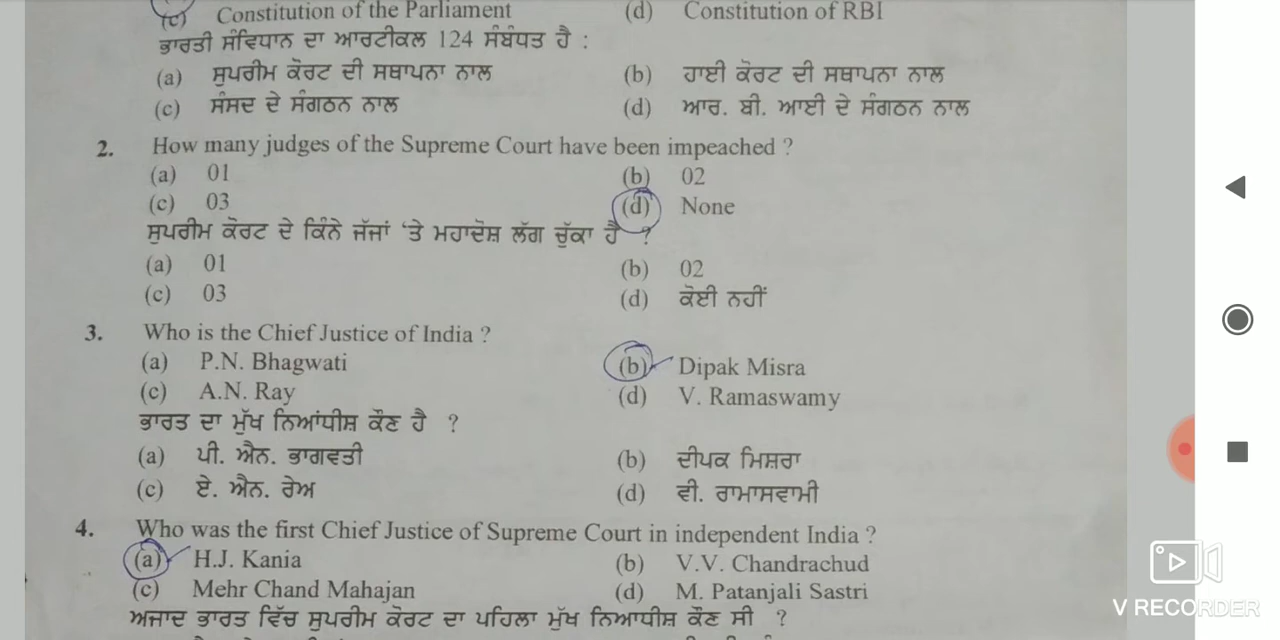 (c) Constitution of the Parliament (d) Constitution of RBI
ਭਾਰਤੀ ਸੰਵਿਧਾਨ ਦਾ ਆਰਟੀਕਲ 124 ਸੰਬੰਧਤ ਹੈ :
(a) ਸੁਪਰੀਮ ਕੋਰਟ ਦੀ ਸਥਾਪਨਾ ਨਾਲ (b) ਹਾਈ ਕੋਰਟ ਦੀ ਸਥਾਪਨਾ ਨਾਲ
(c) ਸੰਸਦ ਦੇ ਸੰਗਠਨ ਨਾਲ (d) ਆਰ. ਬੀ. ਆਈ ਦੇ ਸੰਗਠਨ ਨਾਲ
2. How many judges of the Supreme Court have been impeached ?
(a) 01 (b) 02
(c) 03 (d) None
ਸੁਪਰੀਮ ਕੋਰਟ ਦੇ ਕਿੰਨੇ ਜੱਜਾਂ ‘ਤੇ ਮਹਾਦੋਸ਼ ਲੱਗ ਚੁੱਕਾ ਹੈ ?
(a) 01 (b) 02
(c) 03 (d) ਕੋਈ ਨਹੀਂ
3. Who is the Chief Justice of India ?
(a) P.N. Bhagwati (b) Dipak Misra
(c) A.N. Ray (d) V. Ramaswamy
ਭਾਰਤ ਦਾ ਮੁੱਖ ਨਿਆਂਧੀਸ਼ ਕੌਣ ਹੈ ?
(a) ਪੀ. ਐਨ. ਭਾਗਵਤੀ (b) ਦੀਪਕ ਮਿਸ਼ਰਾ
(c) ਏ. ਐਨ. ਰੇਅ (d) ਵੀ. ਰਾਮਾਸਵਾਮੀ
4. Who was the first Chief Justice of Supreme Court in independent India ?
(a) H.J. Kania (b) V.V. Chandrachud
(c) Mehr Chand Mahajan (d) M. Patanjali Sastri
ਅਜਾਦ ਭਾਰਤ ਵਿੱਚ ਸੁਪਰੀਮ ਕੋਰਟ ਦਾ ਪਹਿਲਾ ਮੁੱਖ ਨਿਆਧੀਸ਼ ਕੌਣ ਸੀ ?
V RECORDER